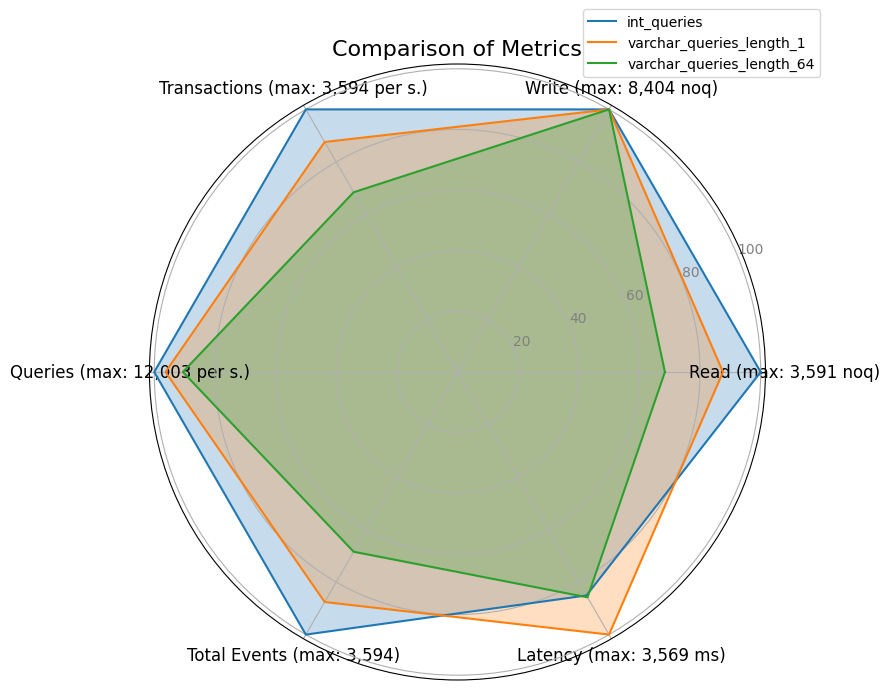 int_queries
varchar_queries_length_1
varchar_queries_length_64
Comparison of Metrics
Transactions (max: 3,594 per s.)
Write (max: 8,404 noq)
100
80
60
40
20
Queries (max: 12,003 per s.)
Read (max: 3,591 noq)
Total Events (max: 3,594)
Latency (max: 3,569 ms)